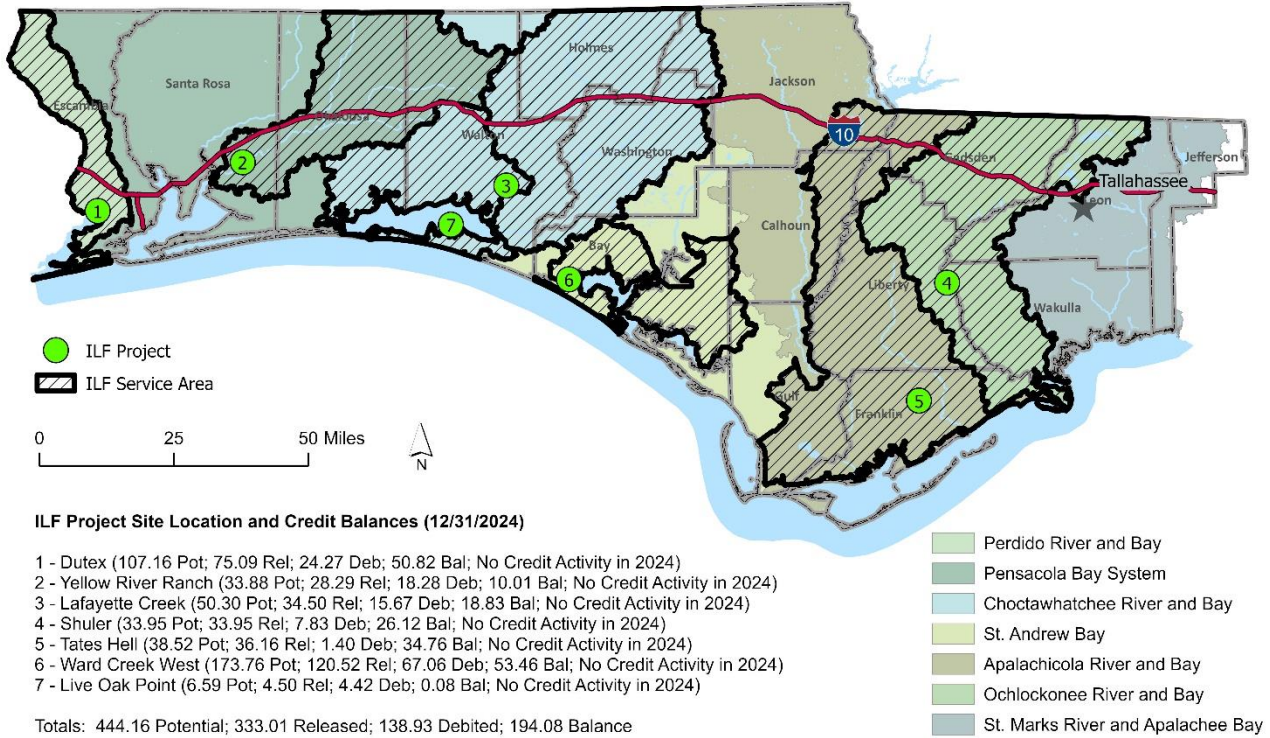 Holmes
Jackson
Santa Rosa
Escambia
Okaloosa
Walton
Washington
10
Gadsden
Jefferson
Tallahassee
Leon
2
3
1
7
Bay
Calhoun
6
Liberty
4
Wakulla
Gulf
Franklin
5
ILF Project
ILF Service Area
0 25 50 Miles
N
ILF Project Site Location and Credit Balances (12/31/2024)
1 - Dutex (107.16 Pot; 75.09 Rel; 24.27 Deb; 50.82 Bal; No Credit Activity in 2024)
2 - Yellow River Ranch (33.88 Pot; 28.29 Rel; 18.28 Deb; 10.01 Bal; No Credit Activity in 2024)
3 - Lafayette Creek (50.30 Pot; 34.50 Rel; 15.67 Deb; 18.83 Bal; No Credit Activity in 2024)
4 - Shuler (33.95 Pot; 33.95 Rel; 7.83 Deb; 26.12 Bal; No Credit Activity in 2024)
5 - Tates Hell (38.52 Pot; 36.16 Rel; 1.40 Deb; 34.76 Bal; No Credit Activity in 2024)
6 - Ward Creek West (173.76 Pot; 120.52 Rel; 67.06 Deb; 53.46 Bal; No Credit Activity in 2024)
7 - Live Oak Point (6.59 Pot; 4.50 Rel; 4.42 Deb; 0.08 Bal; No Credit Activity in 2024)
Totals: 444.16 Potential; 333.01 Released; 138.93 Debited; 194.08 Balance
Perdido River and Bay
Pensacola Bay System
Choctawhatchee River and Bay
St. Andrew Bay
Apalachicola River and Bay
Ochlockonee River and Bay
St. Marks River and Apalachee Bay